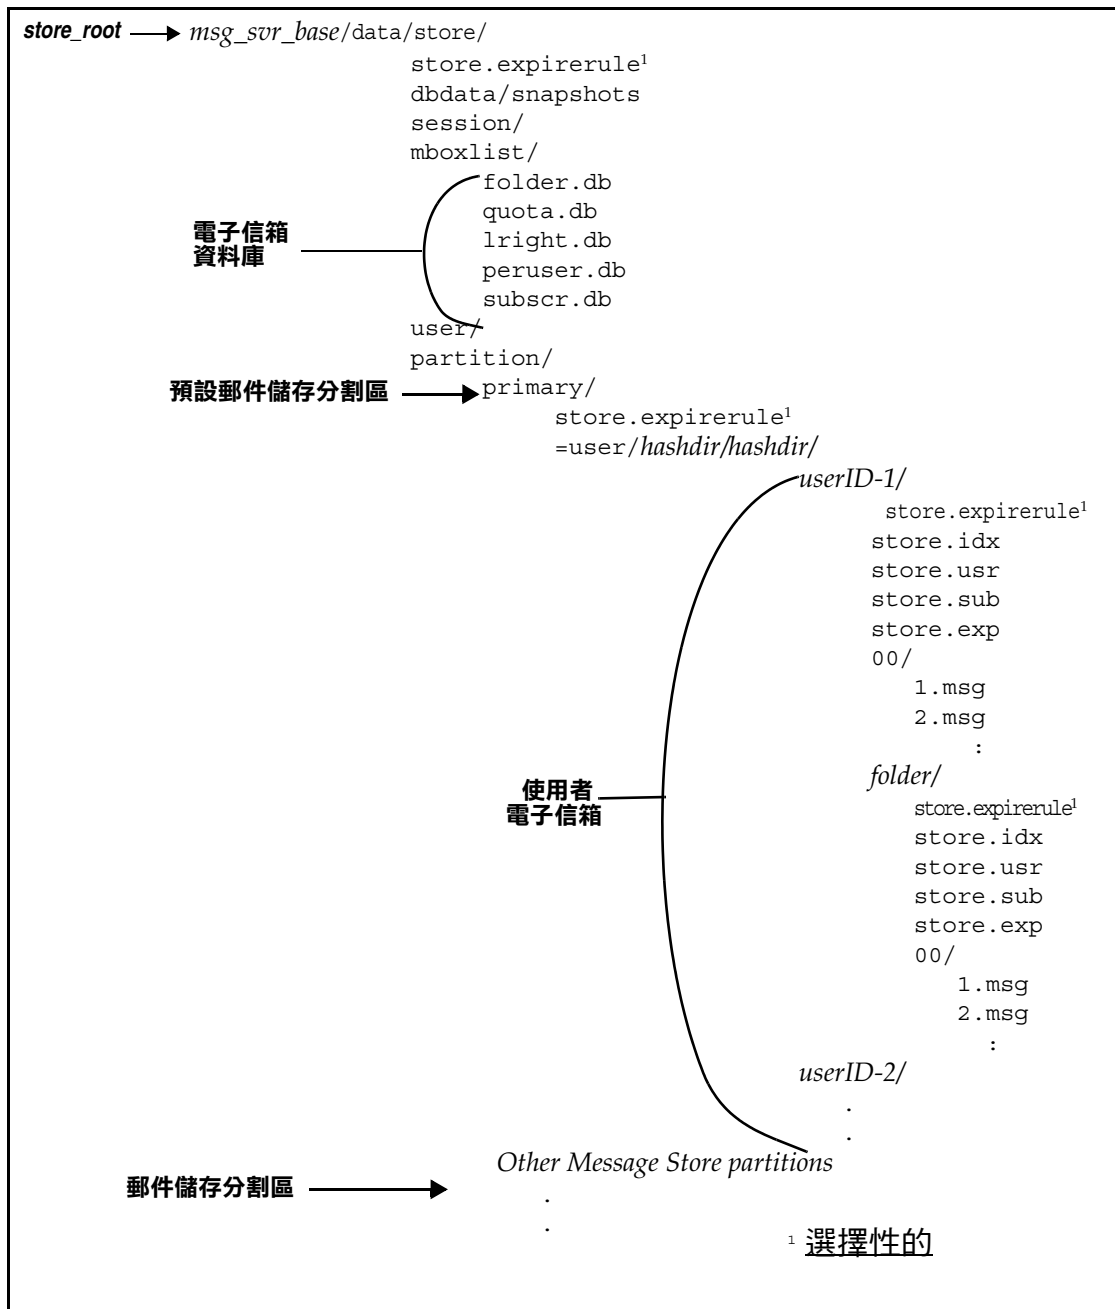 store_root msg_svr_base/data/store/
store.expirerule1
dbdata/snapshots
session/
mboxlist/
folder.db
quota.db
電子信箱
資料庫
lright.db
peruser.db
subscr.db
user/
partition/
預設郵件儲存分割區 primary/
store.expirerule1
=user/hashdir/hashdir/
userID-1/
store.expirerule1
store.idx
store.usr
store.sub
store.exp
00/
1.msg
2.msg
:
folder/
使用者
電子信箱
store.expirerule1
store.idx
store.usr
store.sub
store.exp
00/
1.msg
2.msg
:
userID-2/
.
.
Other Message Store partitions
郵件儲存分割區
.
.
1 選擇性的